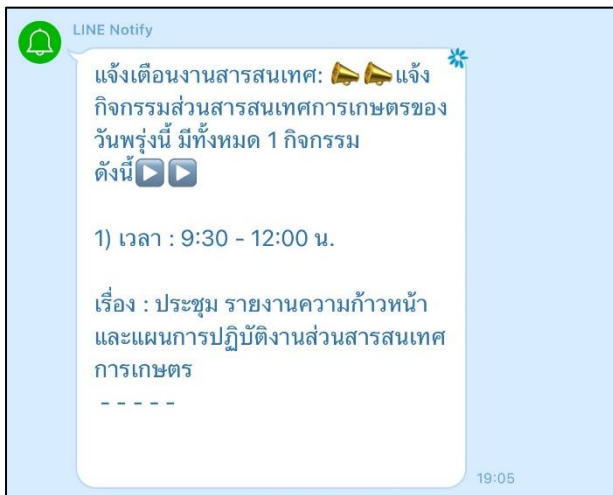 LINE Notify
แจ้งเตือนงานสารสนเทศ: 📣📣แจ้ง
กิจกรรมส่วนสารสนเทศการเกษตรของ
วันพรุ่งนี้ มีทั้งหมด 1 กิจกรรม
ดังนี้▶️▶️
1) เวลา : 9:30 - 12:00 น.
เรื่อง : ประชุม รายงานความก้าวหน้า
และแผนการปฏิบัติงานส่วนสารสนเทศ
การเกษตร
- - - - -
19:05